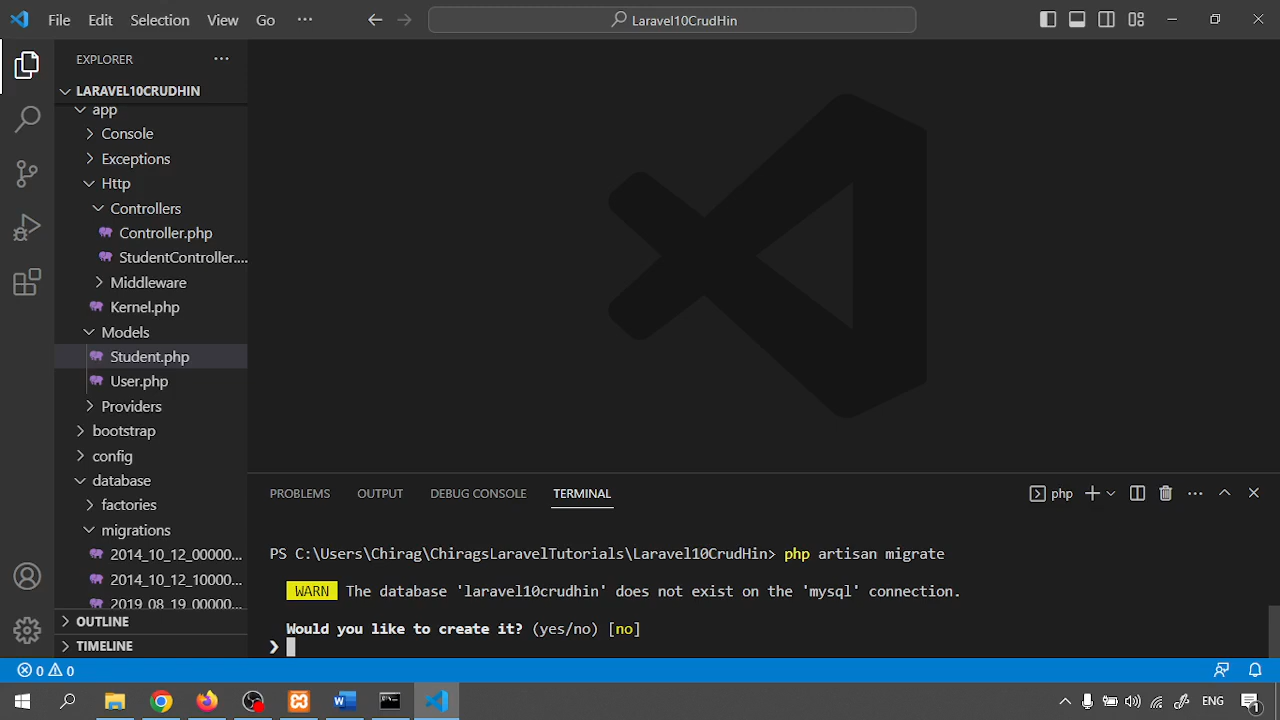 File Edit Selection View Go ··· Laravel10CrudHin
EXPLORER ···
LARAVEL10CRUDHIN
app
Console
Exceptions
Http
Controllers
Controller.php
StudentController....
Middleware
Kernel.php
Models
Student.php
User.php
Providers
bootstrap
config
database
factories
migrations
2014_10_12_00000...
2014_10_12_10000...
2019_08_19_00000...
OUTLINE
TIMELINE
PROBLEMS OUTPUT DEBUG CONSOLE TERMINAL php ···
PS C:\Users\Chirag\ChiragsLaravelTutorials\Laravel10CrudHin> php artisan migrate
WARN The database 'laravel10crudhin' does not exist on the 'mysql' connection.
Would you like to create it? (yes/no) [no]
❯
0 0
ENG 1